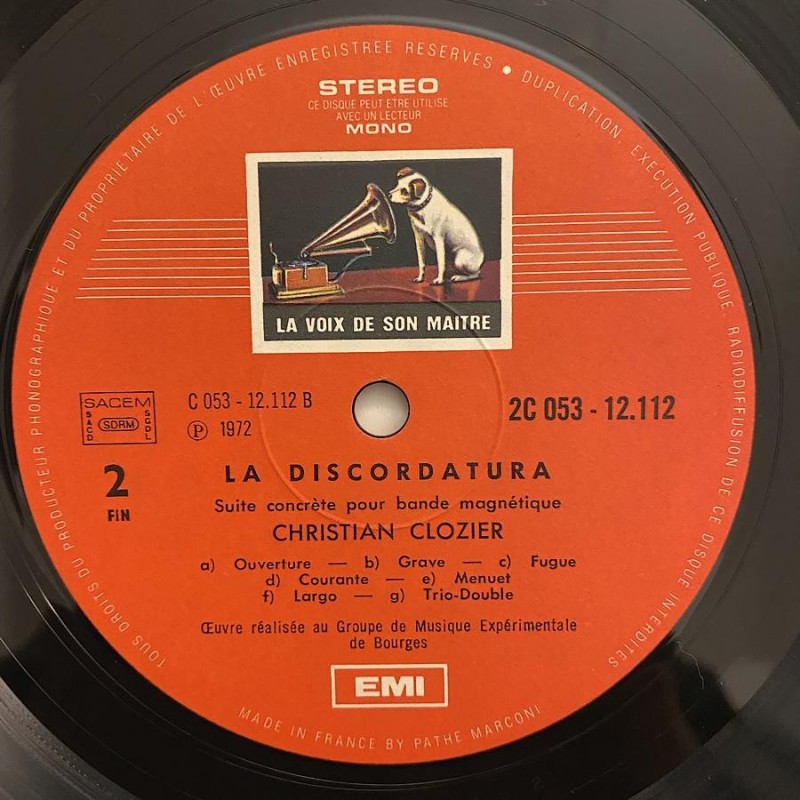 TOUS DROITS DU PRODUCTEUR PHONOGRAPHIQUE ET DU PROPRIETAIRE DE L'ŒUVRE ENREGISTREE RESERVES • DUPLICATION, EXECUTION PUBLIQUE, RADIODIFFUSION DE CE DISQUE INTERDITES
STEREO
CE DISQUE PEUT ETRE UTILISE
AVEC UN LECTEUR
MONO
LA VOIX DE SON MAITRE
SACEM
SACD
SDRM
SGDL
C 053 - 12.112 B
Ⓟ 1972
2C 053 - 12.112
2
FIN
LA DISCORDATURA
Suite concrète pour bande magnétique
CHRISTIAN CLOZIER
a) Ouverture — b) Grave — c) Fugue
d) Courante — e) Menuet
f) Largo — g) Trio-Double
Œuvre réalisée au Groupe de Musique Expérimentale
de Bourges
EMI
MADE IN FRANCE BY PATHE MARCONI